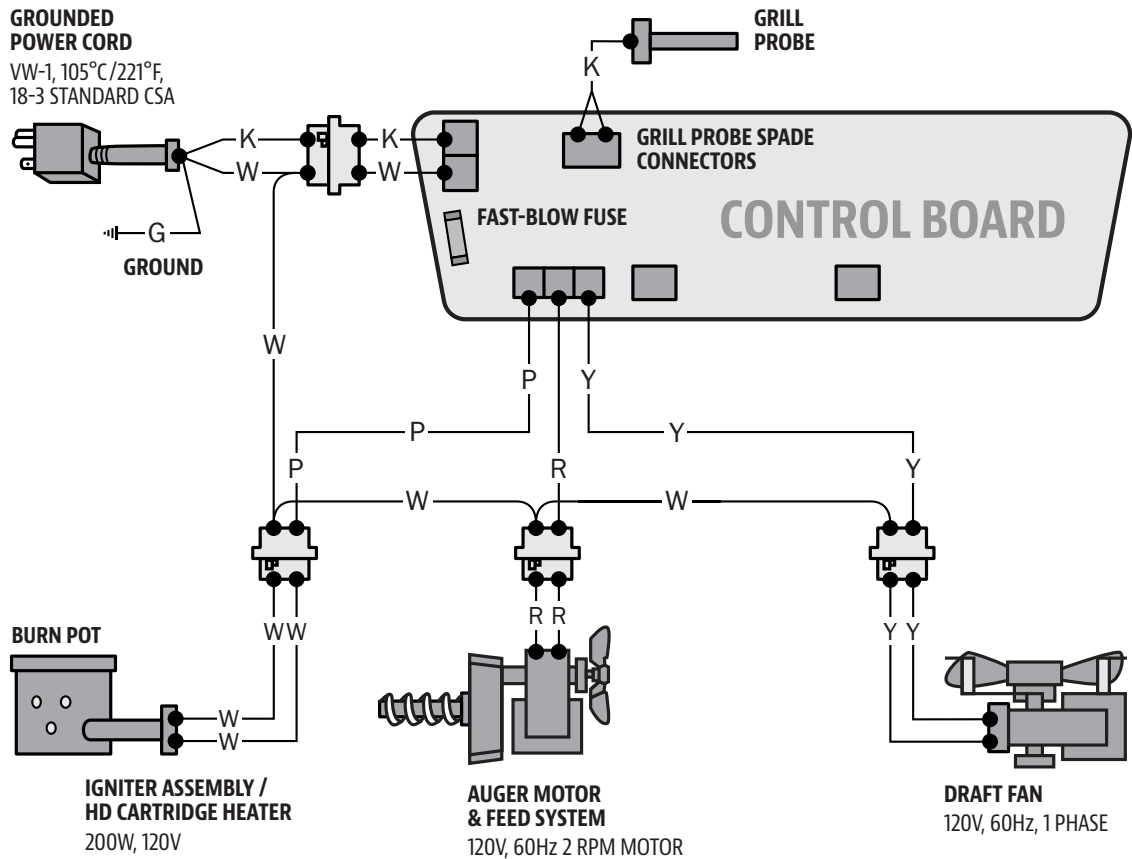 GROUNDED
POWER CORD
VW-1, 105°C/221°F,
18-3 STANDARD CSA
GRILL
PROBE
K
K
K
W
W
G
GROUND
GRILL PROBE SPADE
CONNECTORS
FAST-BLOW FUSE
CONTROL BOARD
W
P
Y
P
Y
P
R
Y
W
W
BURN POT
W W
R R
Y Y
W
W
IGNITER ASSEMBLY /
HD CARTRIDGE HEATER
200W, 120V
AUGER MOTOR
& FEED SYSTEM
120V, 60Hz 2 RPM MOTOR
DRAFT FAN
120V, 60Hz, 1 PHASE